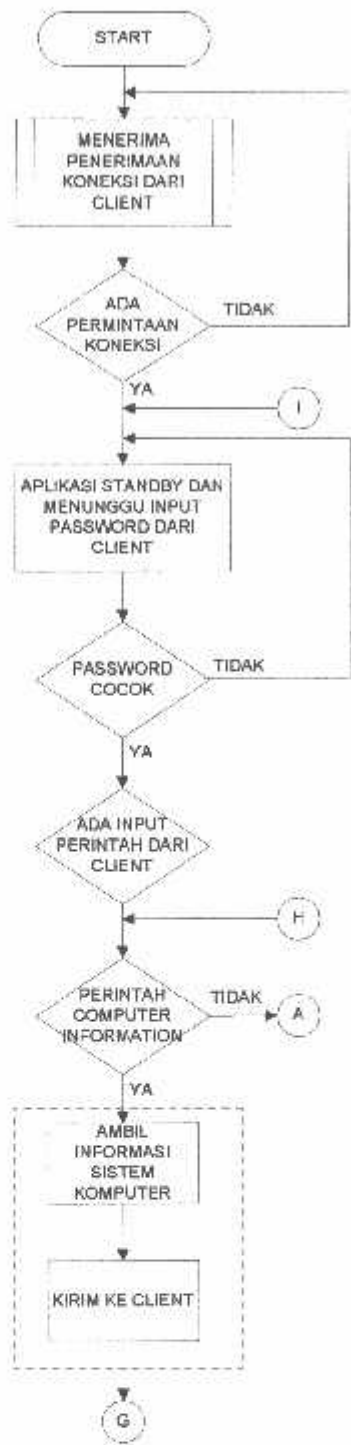 START
MENERIMA
PENERIMAAN
KONEKSI DARI
CLIENT
ADA
PERMINTAAN
KONEKSI
TIDAK
YA
I
APLIKASI STANDBY DAN
MENUNGGU INPUT
PASSWORD DARI
CLIENT
PASSWORD
COCOK
TIDAK
YA
ADA INPUT
PERINTAH DARI
CLIENT
H
PERINTAH
COMPUTER
INFORMATION
TIDAK
A
YA
AMBIL
INFORMASI
SISTEM
KOMPUTER
KIRIM KE CLIENT
G